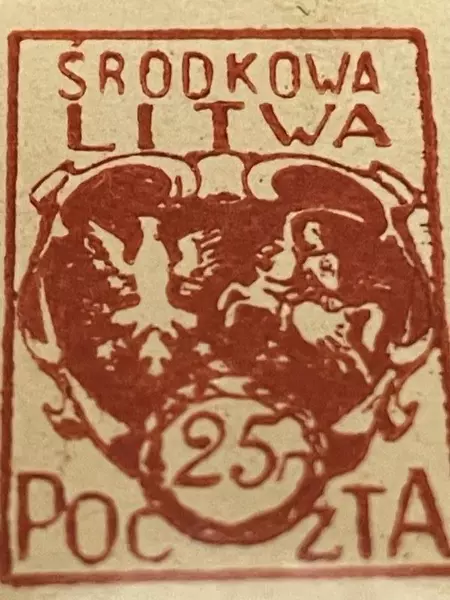 ŚRODKOWA
LITWA
25 f
POCZTA